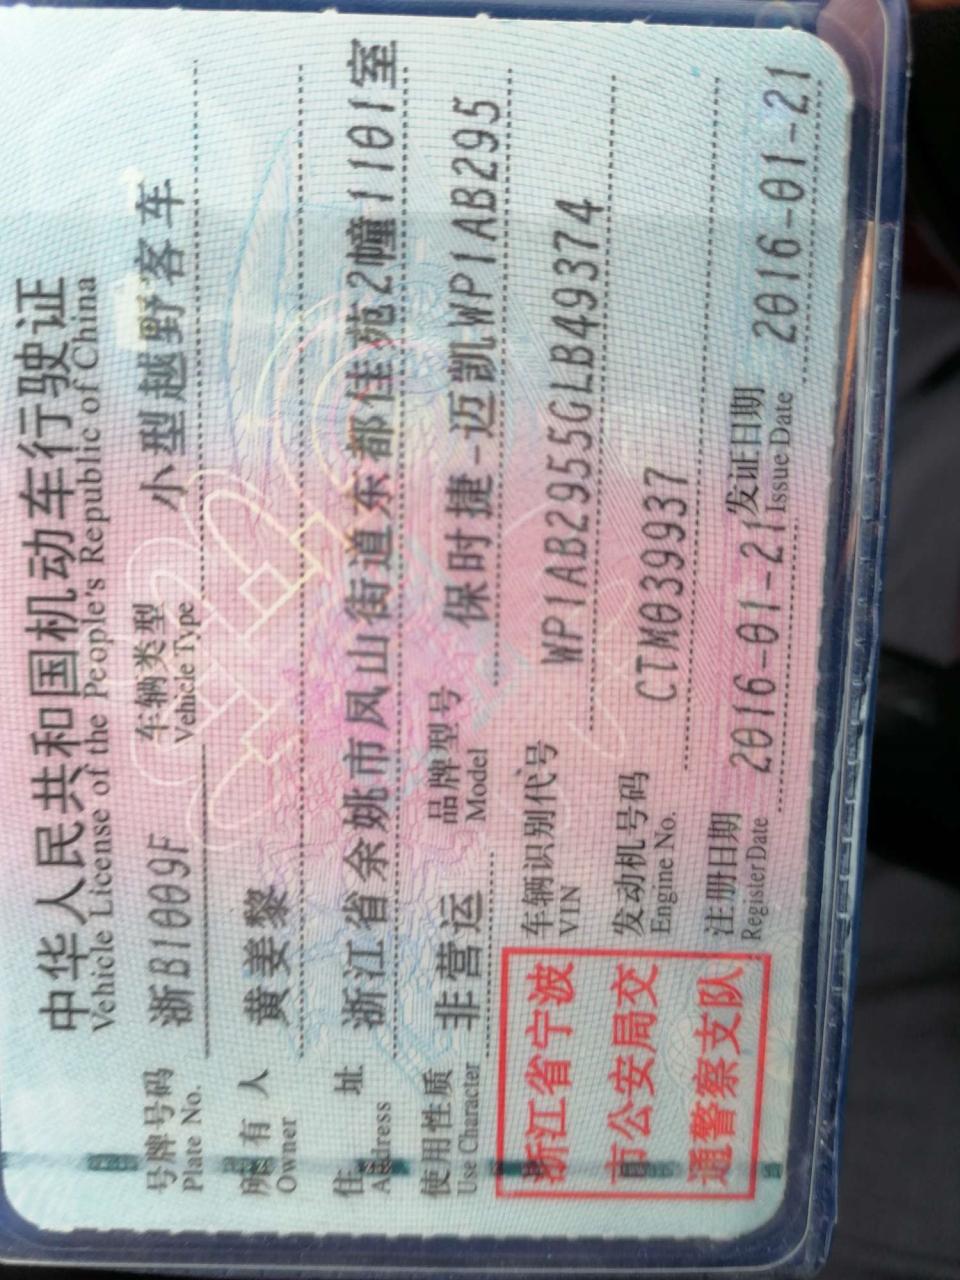 中华人民共和国机动车行驶证
Vehicle License of the People's Republic of China
号牌号码 浙B1009F 车辆类型 小型越野客车
Plate No. Vehicle Type
所有人 黄姜黎
Owner
住址 浙江省余姚市凤山街道东都佳苑2幢1101室
Address
使用性质 非营运 品牌型号 保时捷-迈凯WP1AB295
Use Character Model
浙江省宁波
市公安局交
通警察支队
车辆识别代号 WP1AB2955GLB49374
VIN
发动机号码 CTM039937
Engine No.
注册日期 2016-01-21 发证日期 2016-01-21
Register Date Issue Date